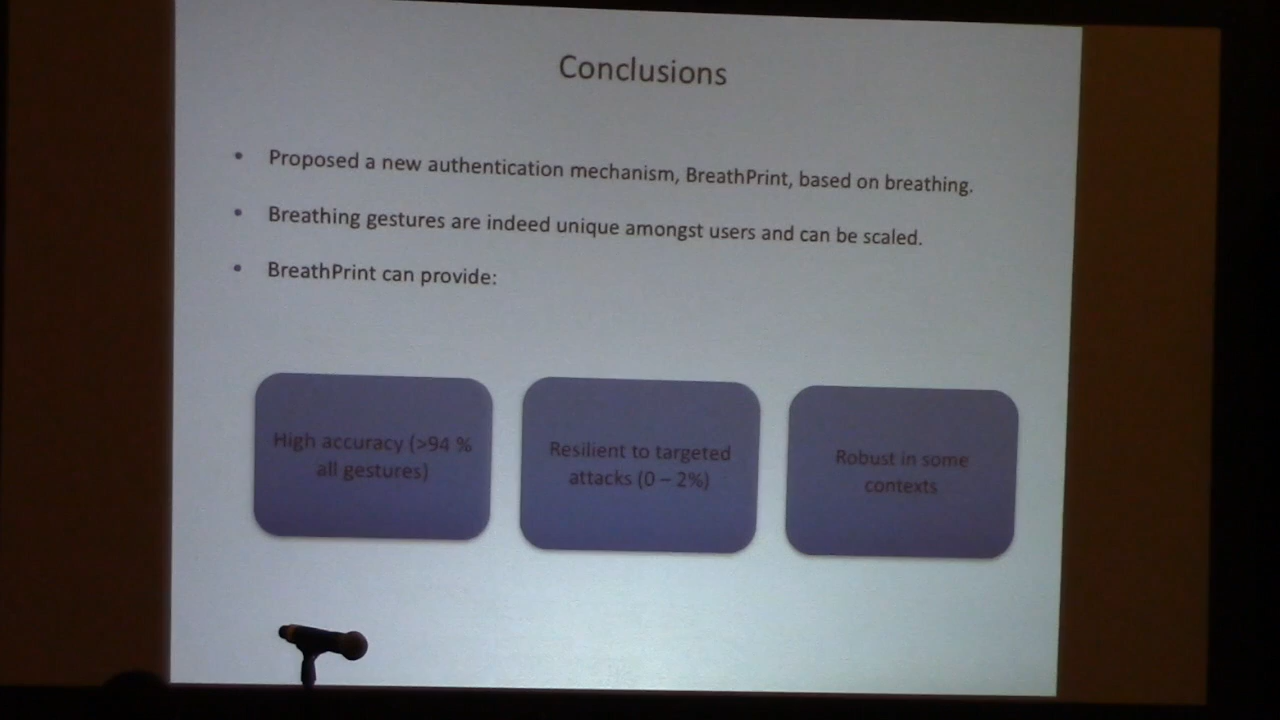 Conclusions
• Proposed a new authentication mechanism, BreathPrint, based on breathing.
• Breathing gestures are indeed unique amongst users and can be scaled.
• BreathPrint can provide:
High accuracy (>94 %
all gestures)
Resilient to targeted
attacks (0 – 2%)
Robust in some
contexts